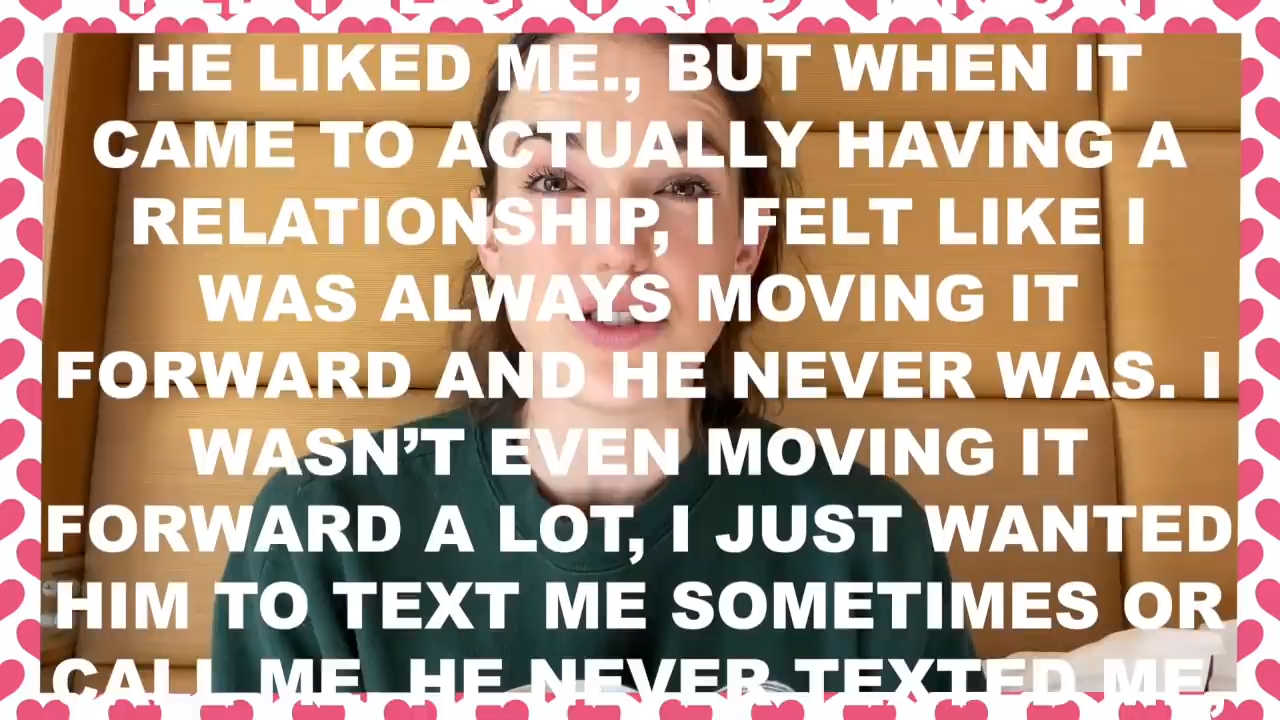 HE LIKED ME., BUT WHEN IT
CAME TO ACTUALLY HAVING A
RELATIONSHIP, I FELT LIKE I
WAS ALWAYS MOVING IT
FORWARD AND HE NEVER WAS. I
WASN’T EVEN MOVING IT
FORWARD A LOT, I JUST WANTED
HIM TO TEXT ME SOMETIMES OR
CALL ME. HE NEVER TEXTED ME,